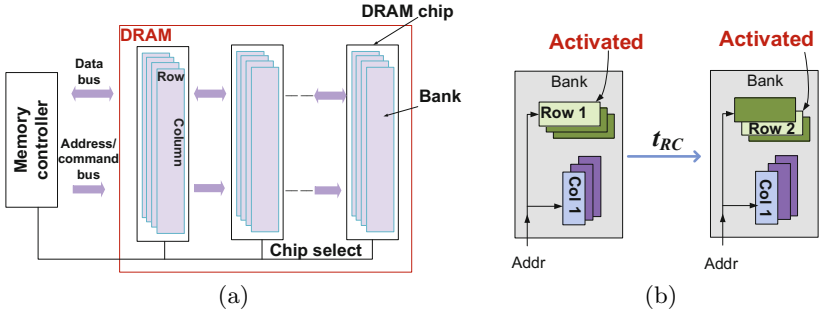 DRAM chip
DRAM
Data
bus
Row
Column
Bank
Memory
controller
Address/
command
bus
Chip select
(a)
Activated
Bank
Row 1
Col 1
Addr
tRC
Activated
Bank
Row 2
Col 1
Addr
(b)